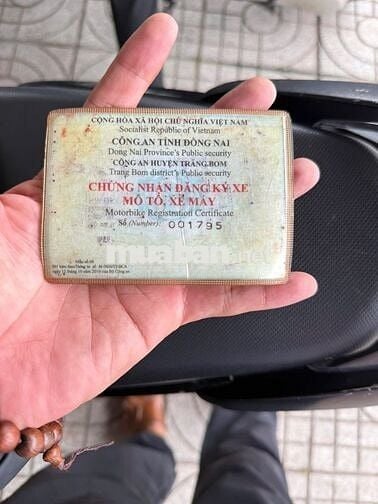 CỘNG HÒA XÃ HỘI CHỦ NGHĨA VIỆT NAM
Socialist Republic of Vietnam
CÔNG AN TỈNH ĐỒNG NAI
Dong Nai Province's Public security
CÔNG AN HUYỆN TRẢNG BOM
Trang Bom district's Public security
CHỨNG NHẬN ĐĂNG KÝ XE
MÔ TÔ, XE MÁY
Motorbike Registration Certificate
Số (Number): 001795
muaban.net